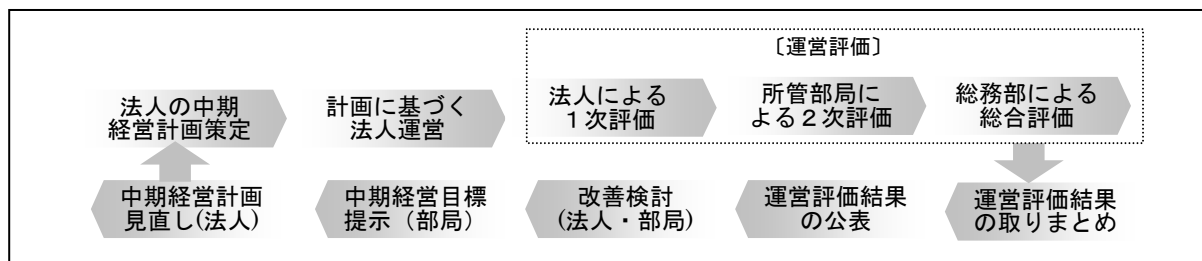 〔運営評価〕
法人の中期
経営計画策定
計画に基づく
法人運営
法人による
１次評価
所管部局に
よる２次評価
総務部による
総合評価
中期経営計画
見直し(法人)
中期経営目標
提示（部局）
改善検討
(法人・部局)
運営評価結果
の公表
運営評価結果
の取りまとめ